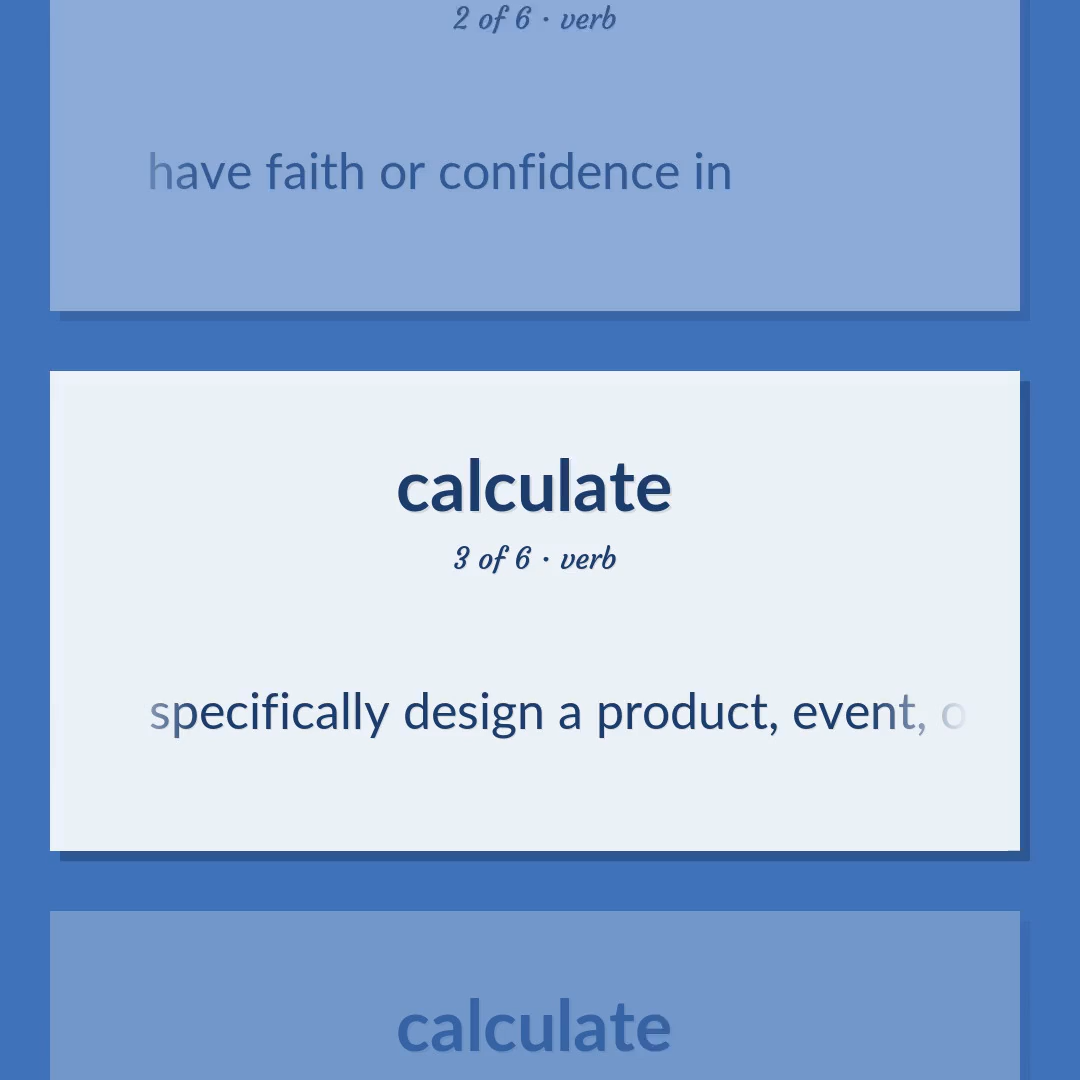 2 of 6 · verb
have faith or confidence in
calculate
3 of 6 · verb
specifically design a product, event, o
calculate